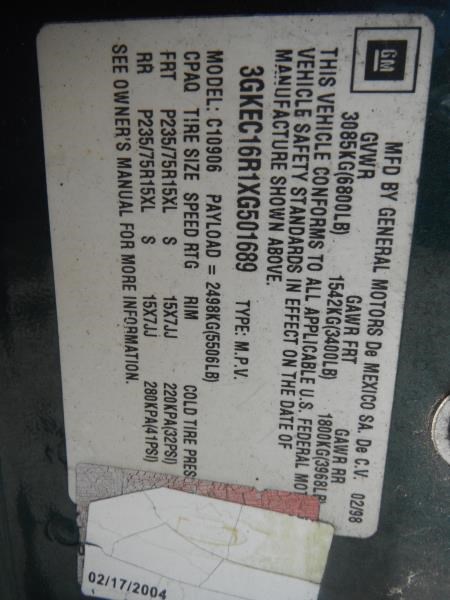 GM
MFD BY GENERAL MOTORS De MEXICO SA. De C.V. 02/98
GVWR GAWR FRT GAWR RR
3085KG(6800LB) 1542KG(3400LB) 1800KG(3968LB
THIS VEHICLE CONFORMS TO ALL APPLICABLE U.S. FEDERAL MOT
VEHICLE SAFETY STANDARDS IN EFFECT ON THE DATE OF
MANUFACTURE SHOWN ABOVE.
3GKEC16R1XG501689 TYPE: M.P.V.
MODEL: C10906 PAYLOAD = 2498KG(5506LB)
CPAQ TIRE SIZE SPEED RTG RIM COLD TIRE PRES
FRT P235/75R15XL S 15X7JJ 220KPA(32PSI)
RR P235/75R15XL S 15X7JJ 280KPA(41PSI)
SEE OWNER'S MANUAL FOR MORE INFORMATION.
02/17/2004